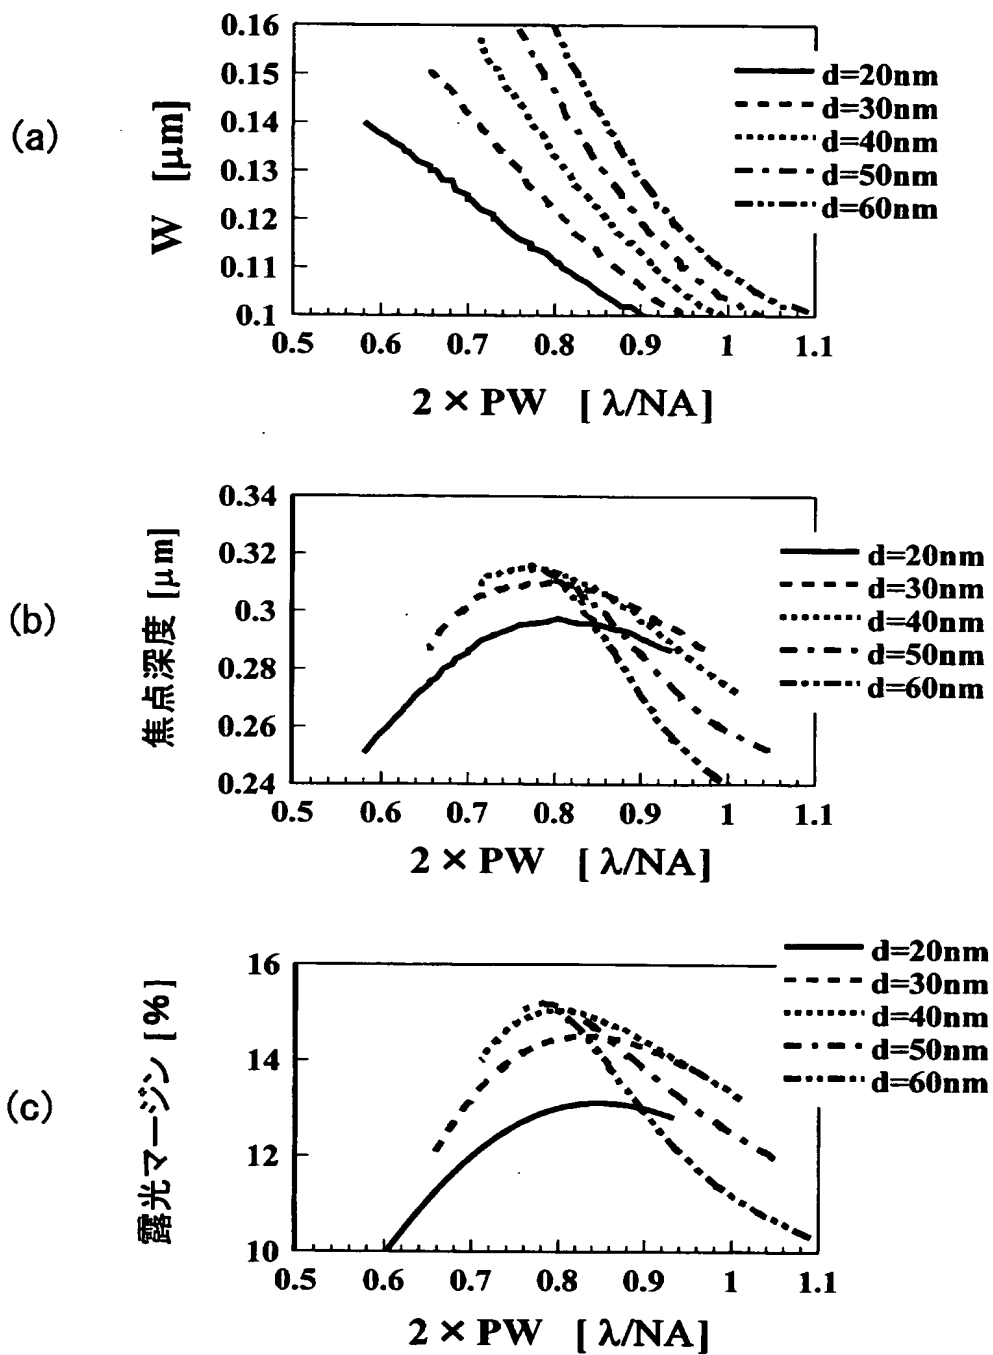 (a)
W [μm]
0.16
0.15
0.14
0.13
0.12
0.11
0.1
0.5 0.6 0.7 0.8 0.9 1 1.1
2 × PW [ λ/NA]
d=20nm
d=30nm
d=40nm
d=50nm
d=60nm
(b)
焦点深度 [μm]
0.34
0.32
0.3
0.28
0.26
0.24
0.5 0.6 0.7 0.8 0.9 1 1.1
2 × PW [ λ/NA]
d=20nm
d=30nm
d=40nm
d=50nm
d=60nm
(c)
露光マージン [%]
16
14
12
10
0.5 0.6 0.7 0.8 0.9 1 1.1
2 × PW [ λ/NA]
d=20nm
d=30nm
d=40nm
d=50nm
d=60nm